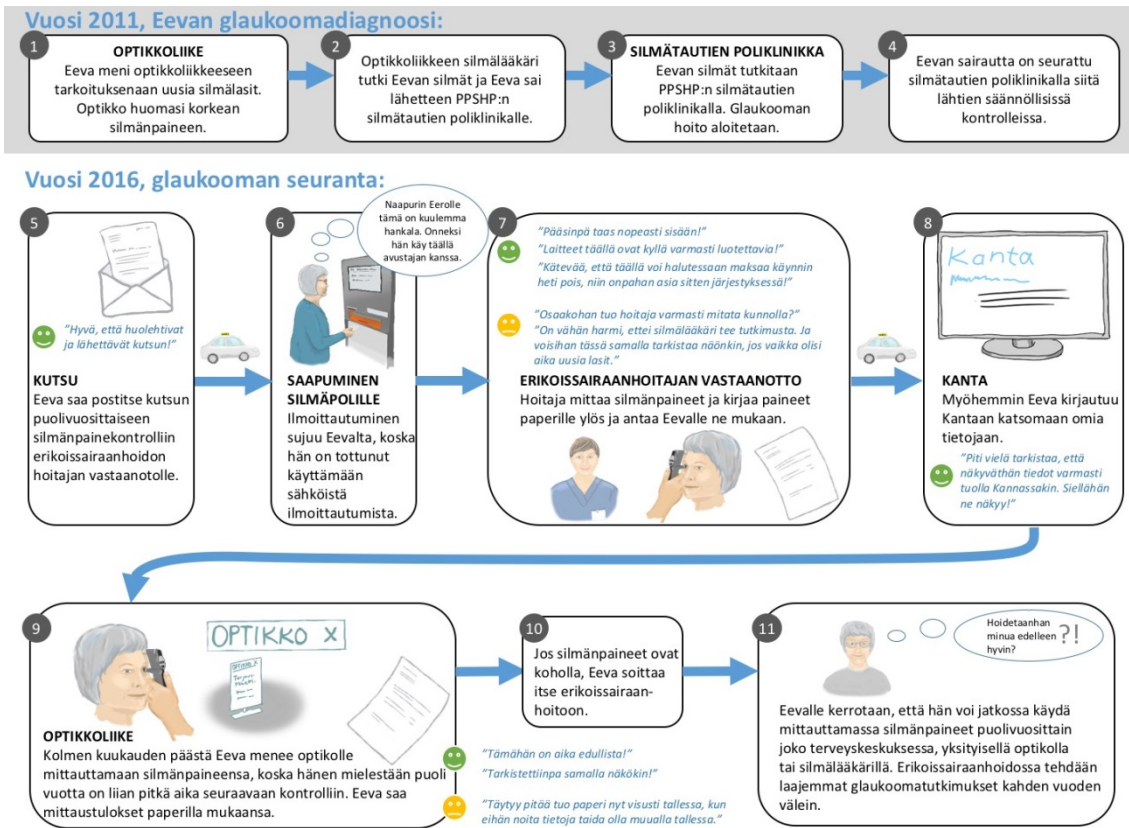 Vuosi 2011, Eevan glaukoomadiagnoosi:
1
OPTIKKOLIIKE
Eeva meni optikkoliikkeeseen
tarkoituksenaan uusia silmälasit.
Optikko huomasi korkean
silmänpaineen.
2
Optikkoliikkeen silmälääkäri
tutki Eevan silmät ja Eeva sai
lähetteen PPSHP:n
silmätautien poliklinikalle.
3
SILMÄTAUTIEN POLIKLINIKKA
Eevan silmät tutkitaan
PPSHP:n silmätautien
poliklinikalla. Glaukooman
hoito aloitetaan.
4
Eevan sairautta on seurattu
silmätautien poliklinikalla siitä
lähtien säännöllisissä
kontrolleissa.
Vuosi 2016, glaukooman seuranta:
5
"Hyvä, että huolehtivat
ja lähettävät kutsun!"
KUTSU
Eeva saa postitse kutsun
puolivuosittaiseen
silmänpainekontrolliin
erikoissairaanhoidon
hoitajan vastaanotolle.
6
Naapurin Eerolle
tämä on kuulemma
hankala. Onneksi
hän käy täällä
avustajan kanssa.
SAAPUMINEN
SILMÄPOLILLE
Ilmoittautuminen
sujuu Eevalta, koska
hän on tottunut
käyttämään
sähköistä
ilmoittautumista.
7
"Pääsinpä taas nopeasti sisään!"
"Laitteet täällä ovat kyllä varmasti luotettavia!"
"Kätevää, että täällä voi halutessaan maksaa käynnin
heti pois, niin onpahan asia sitten järjestyksessä!"
"Osaakohan tuo hoitaja varmasti mitata kunnolla?"
"On vähän harmi, ettei silmälääkäri tee tutkimusta. Ja
voisihan tässä samalla tarkistaa näönkin, jos vaikka olisi
aika uusia lasit."
ERIKOISSAIRAANHOITAJAN VASTAANOTTO
Hoitaja mittaa silmänpaineet ja kirjaa paineet
paperille ylös ja antaa Eevalle ne mukaan.
8
Kanta
KANTA
Myöhemmin Eeva kirjautuu
Kantaan katsomaan omia
tietojaan.
"Piti vielä tarkistaa, että
näkyväthän tiedot varmasti
tuolla Kannassakin. Siellähän
ne näkyy!"
9
OPTIKKO X
OPTIKKO X
OPTIKKOLIIKE
Kolmen kuukauden päästä Eeva menee optikolle
mittauttamaan silmänpaineensa, koska hänen mielestään puoli
vuotta on liian pitkä aika seuraavaan kontrolliin. Eeva saa
mittaustulokset paperilla mukaansa.
"Tämähän on aika edullista!"
"Tarkistettiinpa samalla näkökin!"
"Täytyy pitää tuo paperi nyt visusti tallessa, kun
eihän noita tietoja taida olla muualla tallessa."
10
Jos silmänpaineet ovat
koholla, Eeva soittaa
itse erikoissairaan-
hoitoon.
11
Hoidetaanhan
minua edelleen
hyvin?
?!
Eevalle kerrotaan, että hän voi jatkossa käydä
mittauttamassa silmänpaineet puolivuosittain
joko terveyskeskuksessa, yksityisellä optikolla
tai silmälääkärillä. Erikoissairaanhoidossa tehdään
laajemmat glaukoomatutkimukset kahden vuoden
välein.